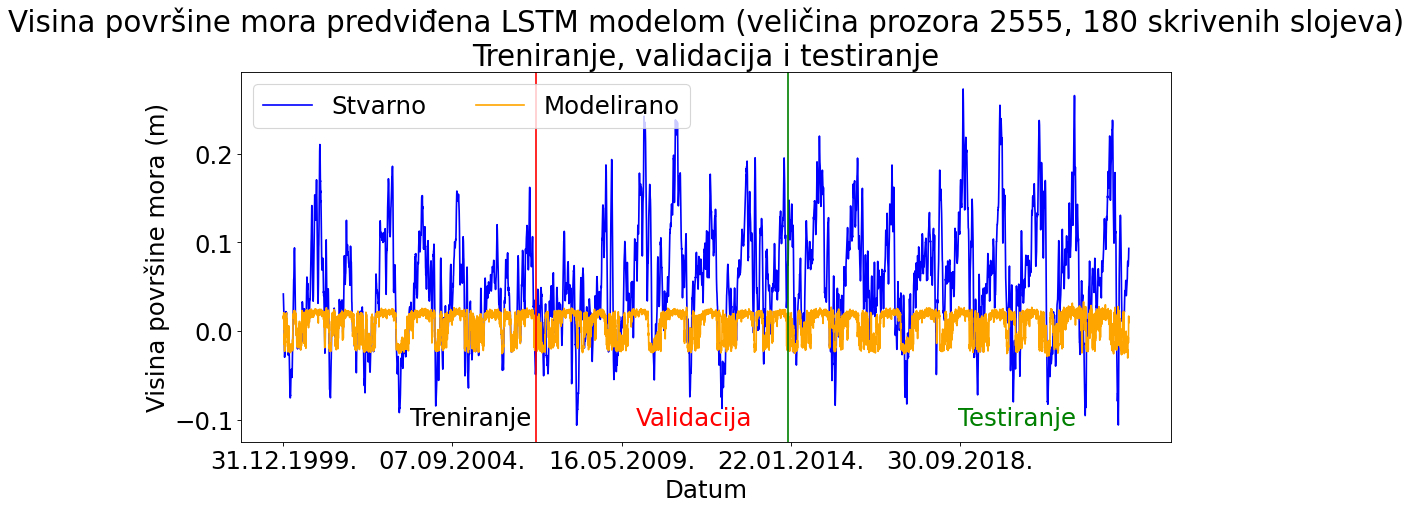 Visina površine mora predviđena LSTM modelom (veličina prozora 2555, 180 skrivenih slojeva)
Treniranje, validacija i testiranje
Stvarno
Modelirano
Visina površine mora (m)
0.2
0.1
0.0
−0.1
Treniranje
Validacija
Testiranje
31.12.1999.
07.09.2004.
16.05.2009.
22.01.2014.
30.09.2018.
Datum